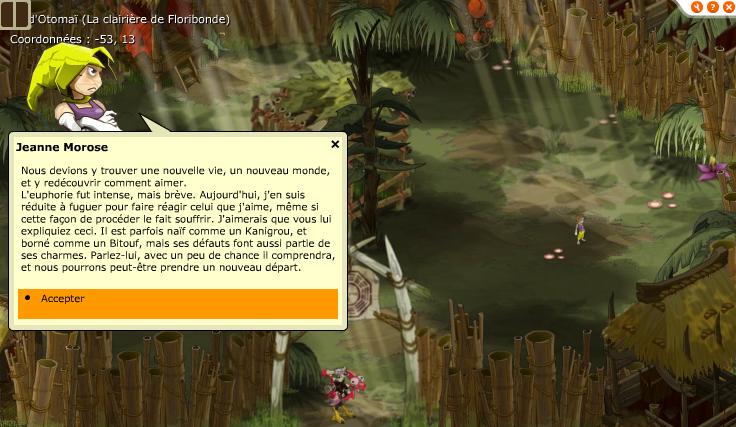 d'Otomaï (La clairière de Floribonde)
Coordonnées : -53, 13
Jeanne Morose
Nous devions y trouver une nouvelle vie, un nouveau monde,
et y redécouvrir comment aimer.
L'euphorie fut intense, mais brève. Aujourd'hui, j'en suis
réduite à fuguer pour faire réagir celui que j'aime, même si
cette façon de procéder le fait souffrir. J'aimerais que vous lui
expliquiez ceci. Il est parfois naïf comme un Kanigrou, et
borné comme un Bitouf, mais ses défauts font aussi partie de
ses charmes. Parlez-lui, avec un peu de chance il comprendra,
et nous pourrons peut-être prendre un nouveau départ.
Accepter